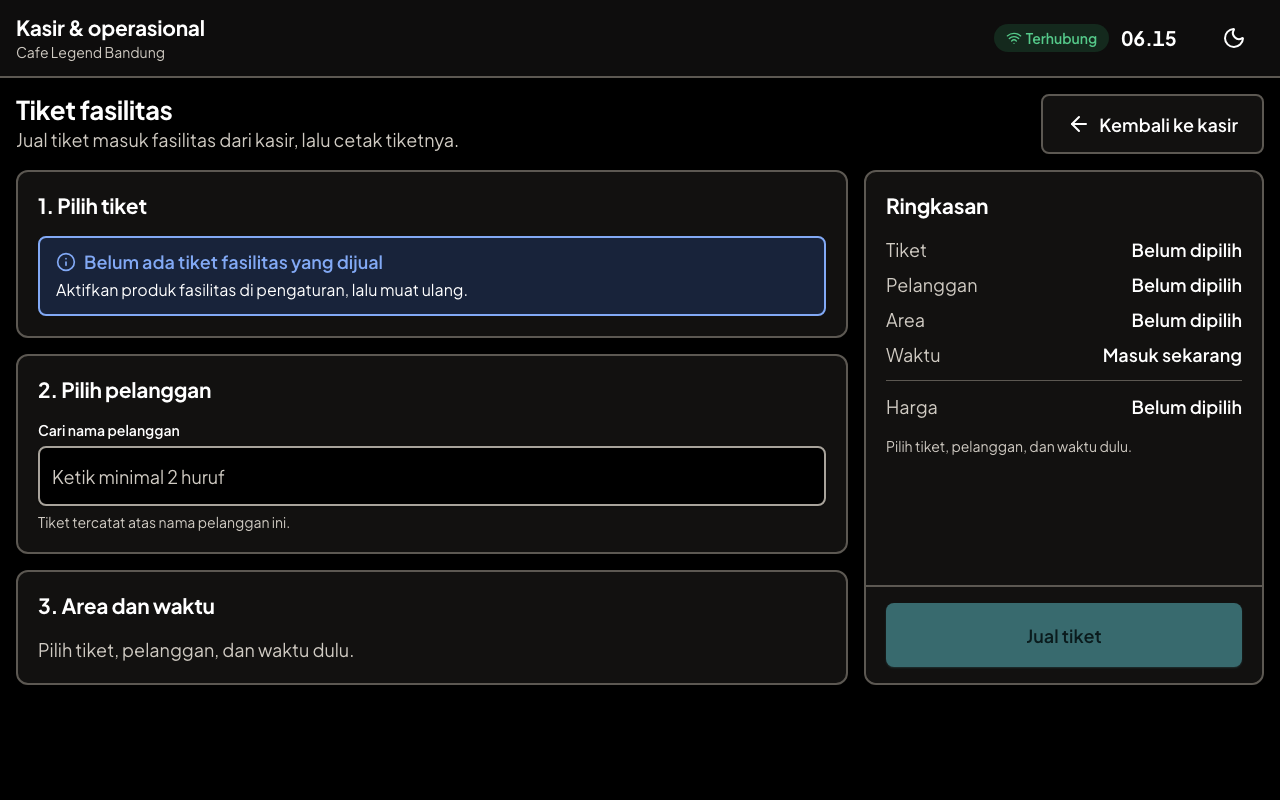 Kasir & operasional
Cafe Legend Bandung
Terhubung
06.15
Tiket fasilitas
Jual tiket masuk fasilitas dari kasir, lalu cetak tiketnya.
Kembali ke kasir
1. Pilih tiket
Belum ada tiket fasilitas yang dijual
Aktifkan produk fasilitas di pengaturan, lalu muat ulang.
2. Pilih pelanggan
Cari nama pelanggan
Ketik minimal 2 huruf
Tiket tercatat atas nama pelanggan ini.
3. Area dan waktu
Pilih tiket, pelanggan, dan waktu dulu.
Ringkasan
Tiket Belum dipilih
Pelanggan Belum dipilih
Area Belum dipilih
Waktu Masuk sekarang
Harga Belum dipilih
Pilih tiket, pelanggan, dan waktu dulu.
Jual tiket